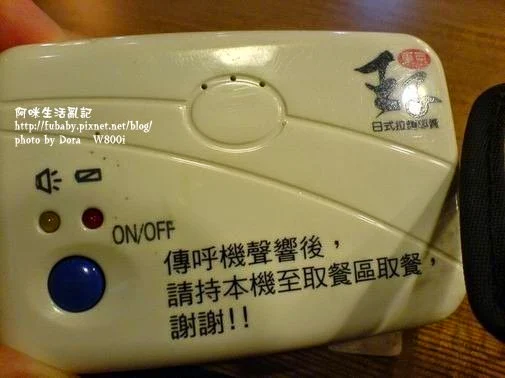 阿咪生活亂記
http://fubaby.pixnet.net/blog/
photo by Dora W800i
日式拉麵
ON/OFF
傳呼機聲響後，
請持本機至取餐區取餐，
謝謝!!